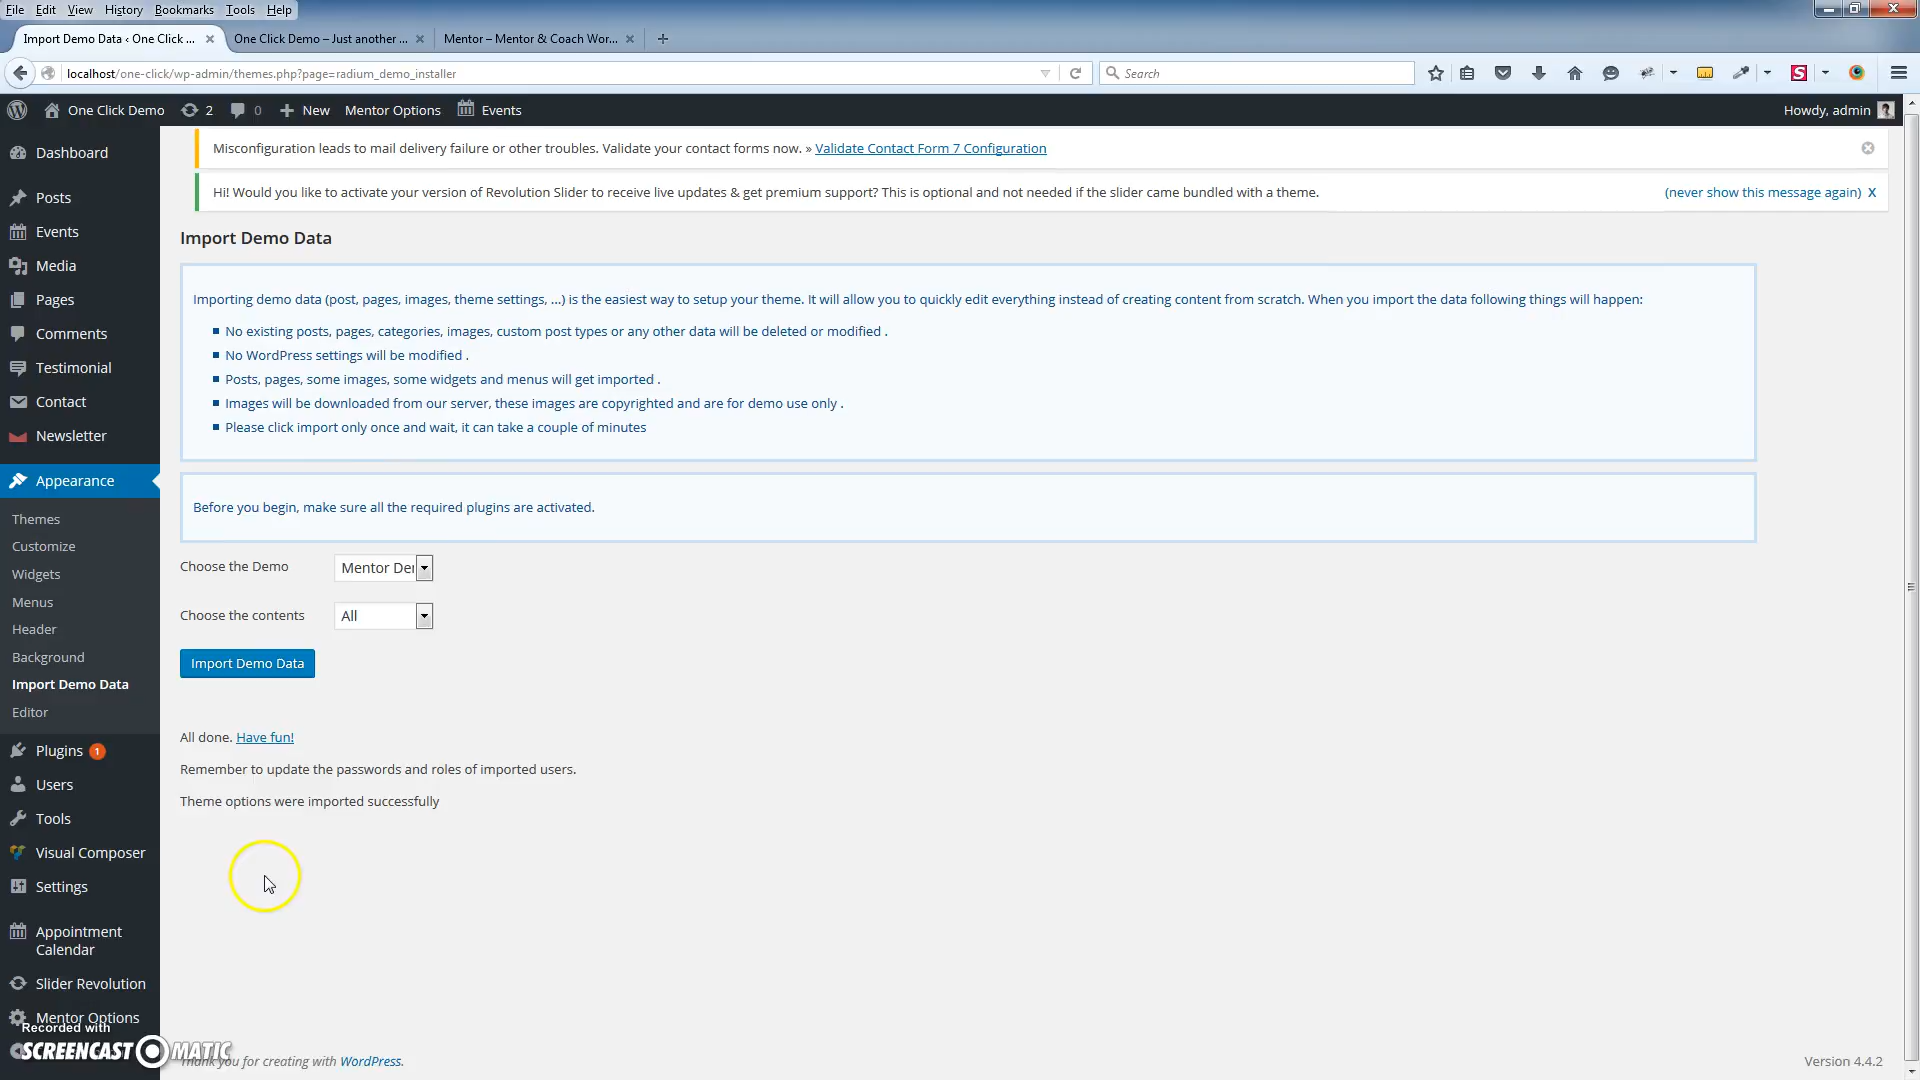 File Edit View History Bookmarks Tools Help
Import Demo Data ‹ One Click ...
One Click Demo – Just another ...
Mentor – Mentor & Coach Wor...
localhost/one-click/wp-admin/themes.php?page=radium_demo_installer
Search
One Click Demo 2 0 New Mentor Options Events
Howdy, admin
Misconfiguration leads to mail delivery failure or other troubles. Validate your contact forms now. » Validate Contact Form 7 Configuration
Hi! Would you like to activate your version of Revolution Slider to receive live updates & get premium support? This is optional and not needed if the slider came bundled with a theme.
(never show this message again) X
Dashboard
Posts
Events
Media
Pages
Comments
Testimonial
Contact
Newsletter
Appearance
Themes
Customize
Widgets
Menus
Header
Background
Import Demo Data
Editor
Plugins 1
Users
Tools
Visual Composer
Settings
Appointment
Calendar
Slider Revolution
Mentor Options
Import Demo Data
Importing demo data (post, pages, images, theme settings, ...) is the easiest way to setup your theme. It will allow you to quickly edit everything instead of creating content from scratch. When you import the data following things will happen:
No existing posts, pages, categories, images, custom post types or any other data will be deleted or modified .
No WordPress settings will be modified .
Posts, pages, some images, some widgets and menus will get imported .
Images will be downloaded from our server, these images are copyrighted and are for demo use only .
Please click import only once and wait, it can take a couple of minutes
Before you begin, make sure all the required plugins are activated.
Choose the Demo Mentor Der
Choose the contents All
Import Demo Data
All done. Have fun!
Remember to update the passwords and roles of imported users.
Theme options were imported successfully
Recorded with
SCREENCAST MATIC
Thank you for creating with WordPress.
Version 4.4.2